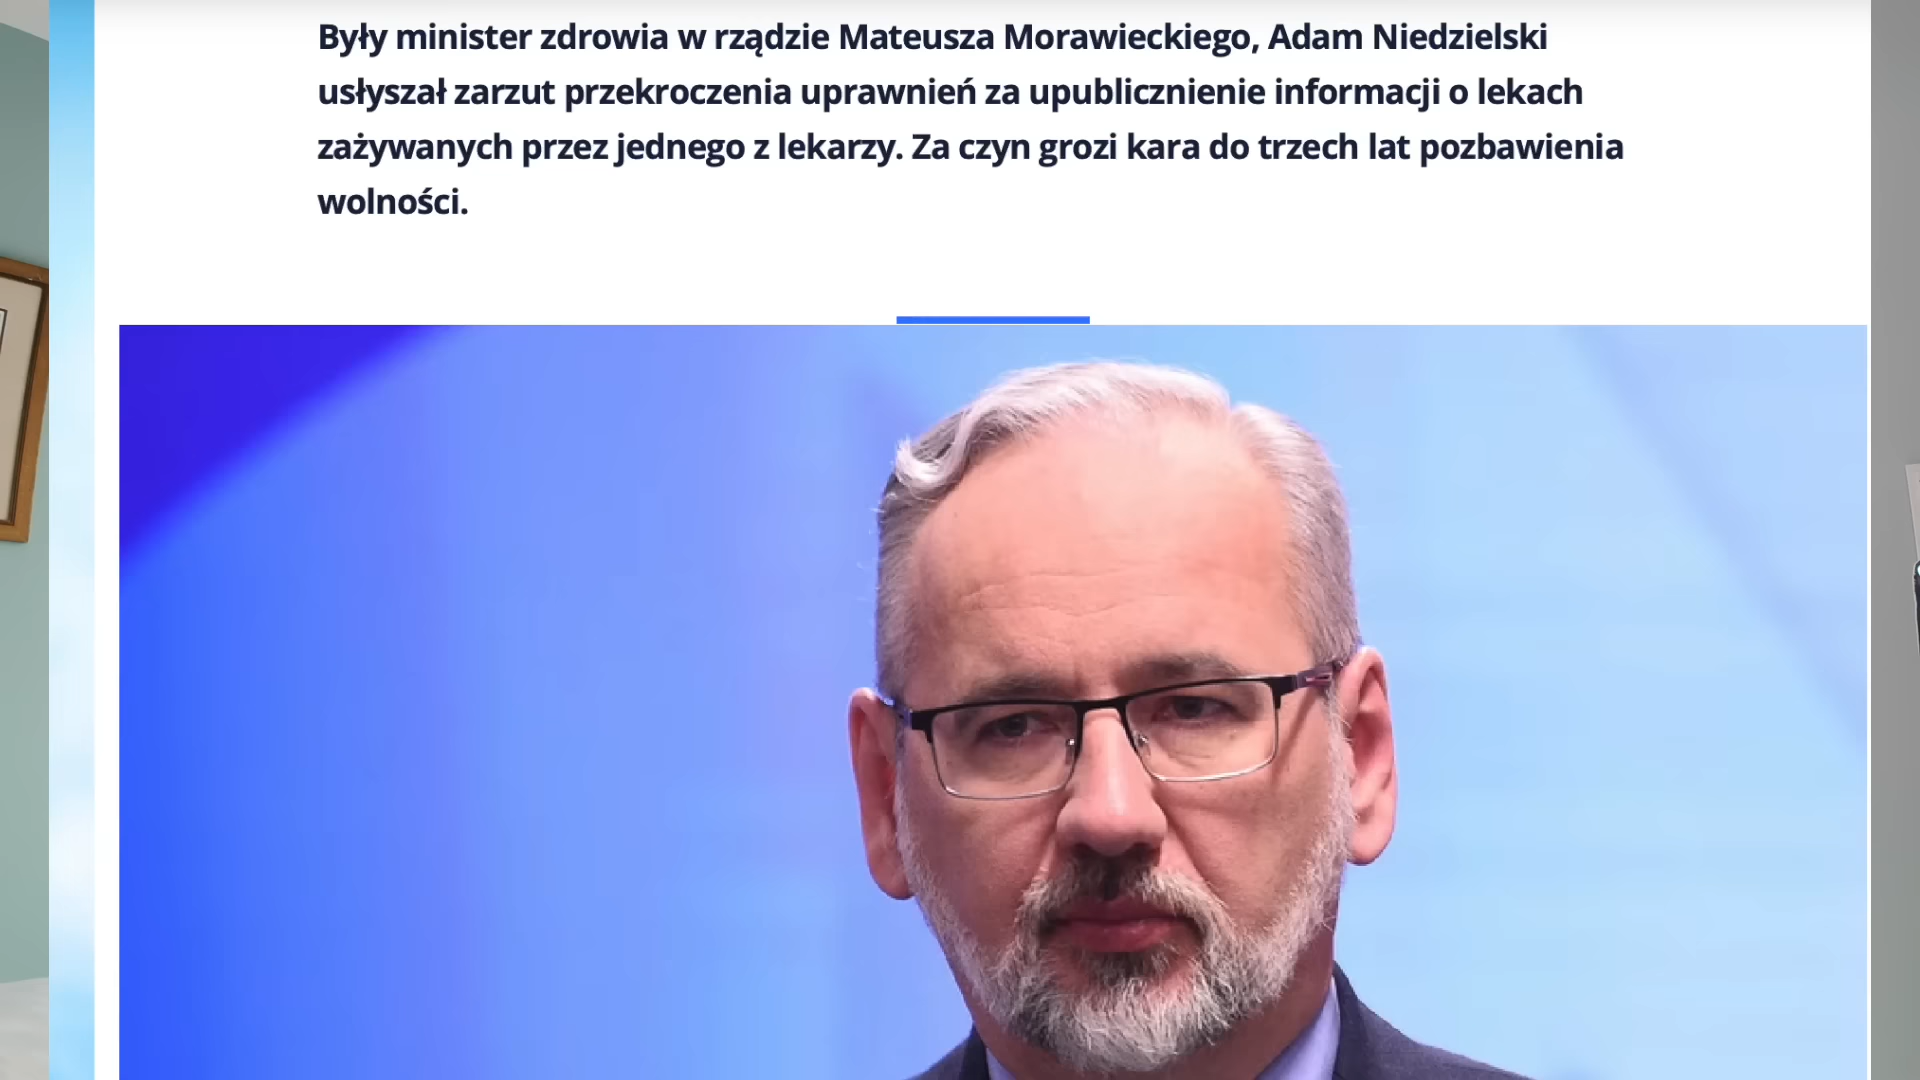 Były minister zdrowia w rządzie Mateusza Morawieckiego, Adam Niedzielski
usłyszał zarzut przekroczenia uprawnień za upublicznienie informacji o lekach
zażywanych przez jednego z lekarzy. Za czyn grozi kara do trzech lat pozbawienia
wolności.